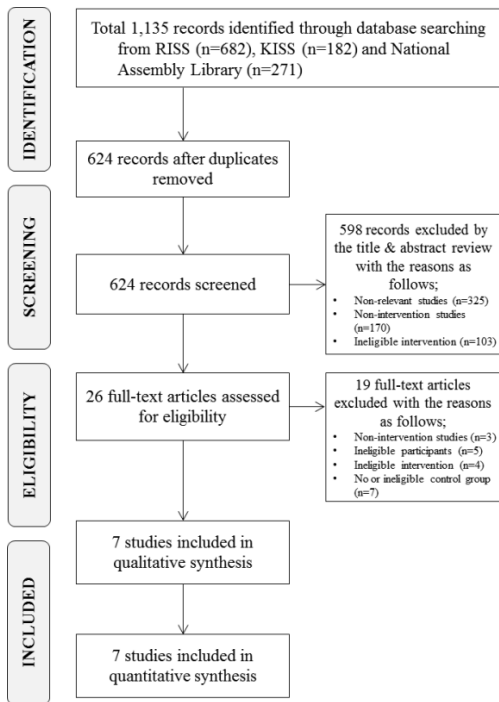 IDENTIFICATION
Total 1,135 records identified through database searching
from RISS (n=682), KISS (n=182) and National
Assembly Library (n=271)
624 records after duplicates
removed
SCREENING
624 records screened
598 records excluded by
the title & abstract review
with the reasons as
follows;
• Non-relevant studies (n=325)
• Non-intervention studies
(n=170)
• Ineligible intervention (n=103)
ELIGIBILITY
26 full-text articles assessed
for eligibility
19 full-text articles
excluded with the reasons
as follows;
• Non-intervention studies (n=3)
• Ineligible participants (n=5)
• Ineligible intervention (n=4)
• No or ineligible control group
(n=7)
7 studies included in
qualitative synthesis
INCLUDED
7 studies included in
quantitative synthesis